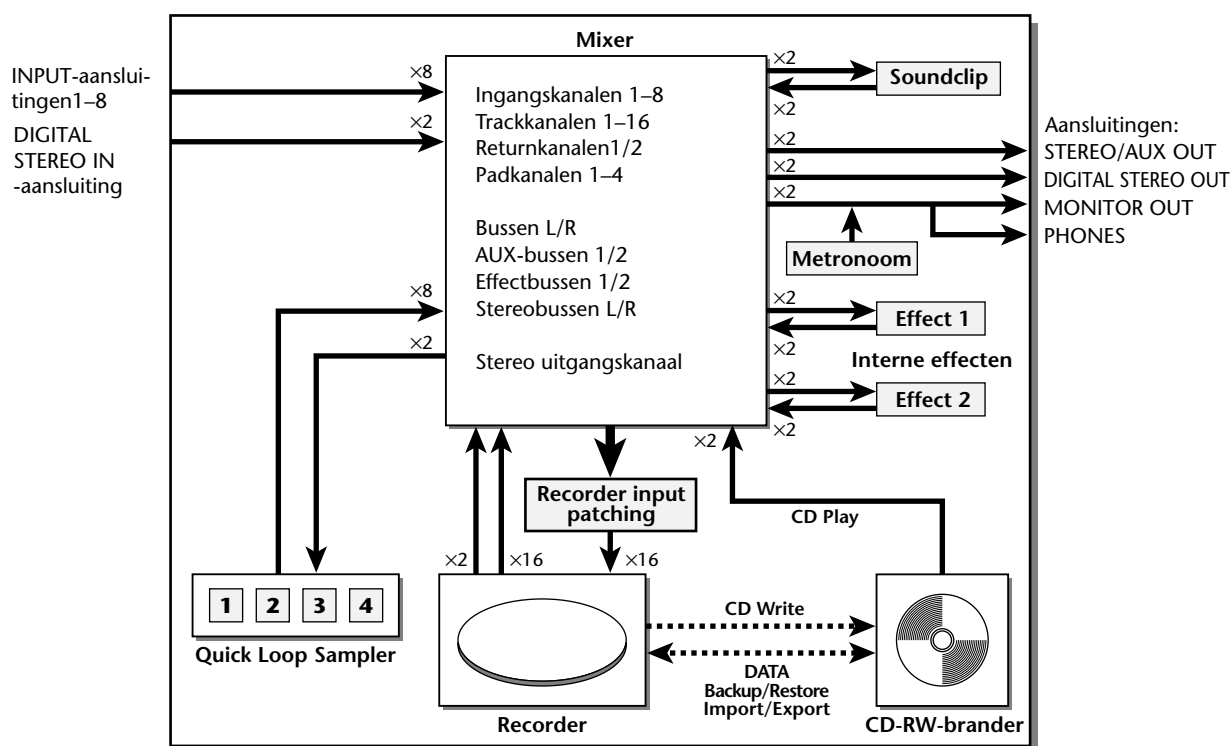 Mixer
INPUT-aanslui-
tingen1–8
×8
DIGITAL
STEREO IN
-aansluiting
×2
Ingangskanalen 1–8
Trackkanalen 1–16
Returnkanalen1/2
Padkanalen 1–4
Bussen L/R
AUX-bussen 1/2
Effectbussen 1/2
Stereobussen L/R
Stereo uitgangskanaal
×2
Soundclip
×2
×2
×2
×2
Aansluitingen:
STEREO/AUX OUT
DIGITAL STEREO OUT
MONITOR OUT
PHONES
Metronoom
×8
×2
×2
Effect 1
×2
Interne effecten
×2
Effect 2
×2
×2
Recorder input
patching
CD Play
×2
×16
×16
1 2 3 4
Quick Loop Sampler
CD Write
DATA
Backup/Restore
Import/Export
Recorder
CD-RW-brander